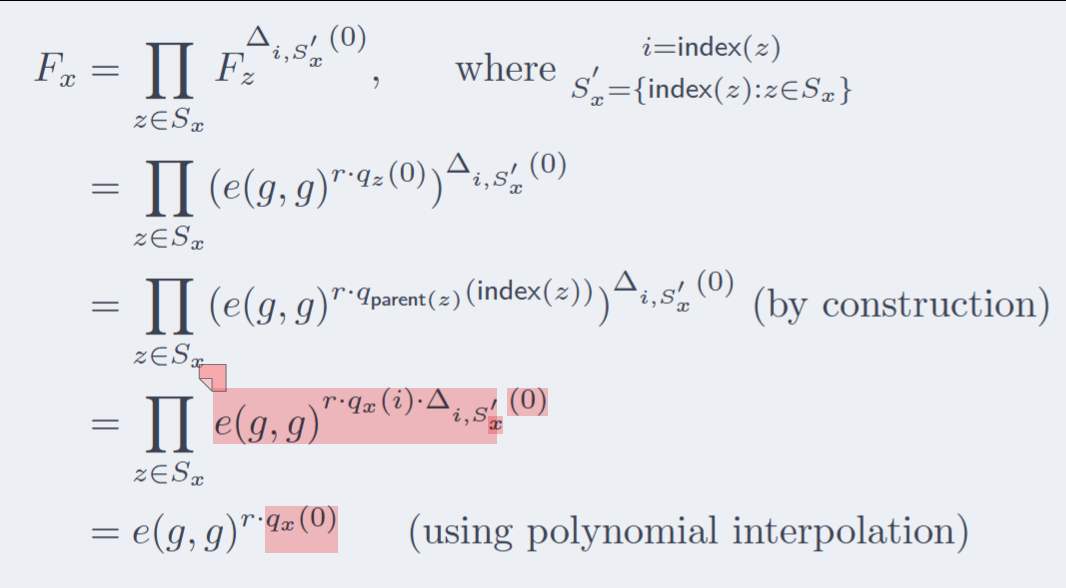 F_x = ∏_{z∈S_x} F_z^{Δ_{i,S'_x}(0)}, where i=index(z) S'_x={index(z):z∈S_x}
= ∏_{z∈S_x} (e(g, g)^{r·q_z(0)})^{Δ_{i,S'_x}(0)}
= ∏_{z∈S_x} (e(g, g)^{r·q_{parent(z)}(index(z))})^{Δ_{i,S'_x}(0)} (by construction)
= ∏_{z∈S_x} e(g, g)^{r·q_x(i)·Δ_{i,S'_x}(0)}
= e(g, g)^{r·q_x(0)} (using polynomial interpolation)